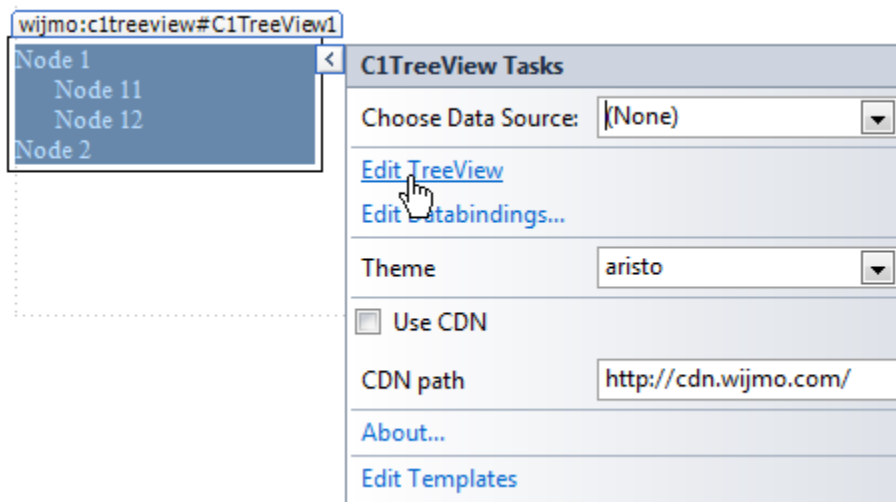 wijmo:c1treeview#C1TreeView1
Node 1
Node 11
Node 12
Node 2
C1TreeView Tasks
Choose Data Source: (None)
Edit TreeView
Edit Databindings...
Theme aristo
Use CDN
CDN path http://cdn.wijmo.com/
About...
Edit Templates